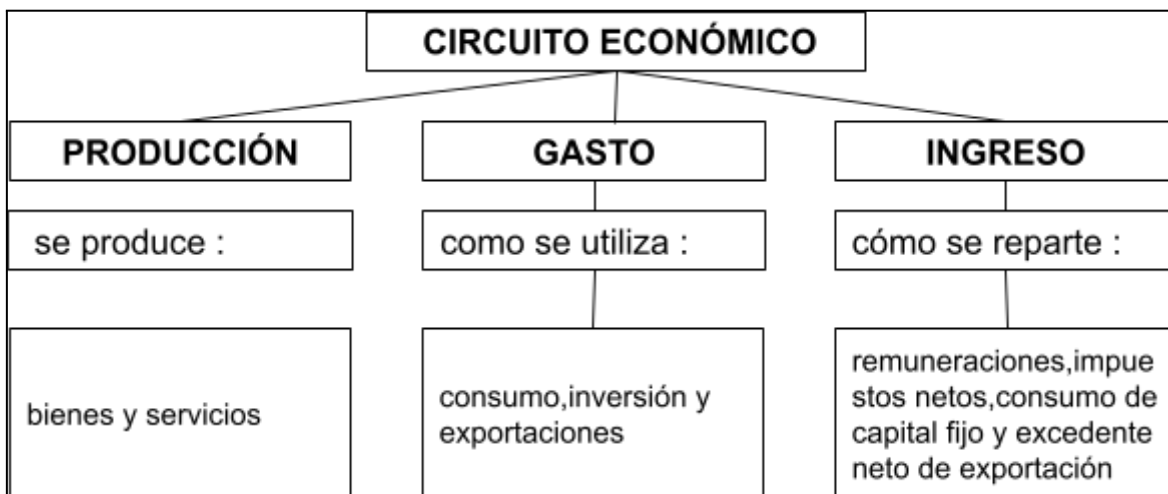 CIRCUITO ECONÓMICO
PRODUCCIÓN
GASTO
INGRESO
se produce :
como se utiliza :
cómo se reparte :
bienes y servicios
consumo,inversión y
exportaciones
remuneraciones,impue
stos netos,consumo de
capital fijo y excedente
neto de exportación